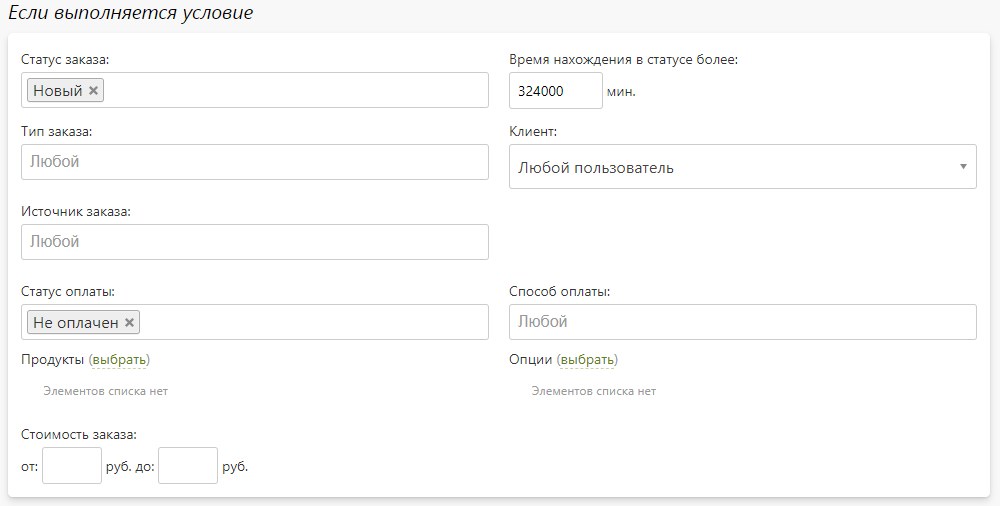 Если выполняется условие
Статус заказа:
Время нахождения в статусе более:
Новый ×
324000 мин.
Тип заказа:
Клиент:
Любой
Любой пользователь
Источник заказа:
Любой
Статус оплаты:
Способ оплаты:
Не оплачен ×
Любой
Продукты (выбрать)
Опции (выбрать)
Элементов списка нет
Элементов списка нет
Стоимость заказа:
от: руб. до: руб.